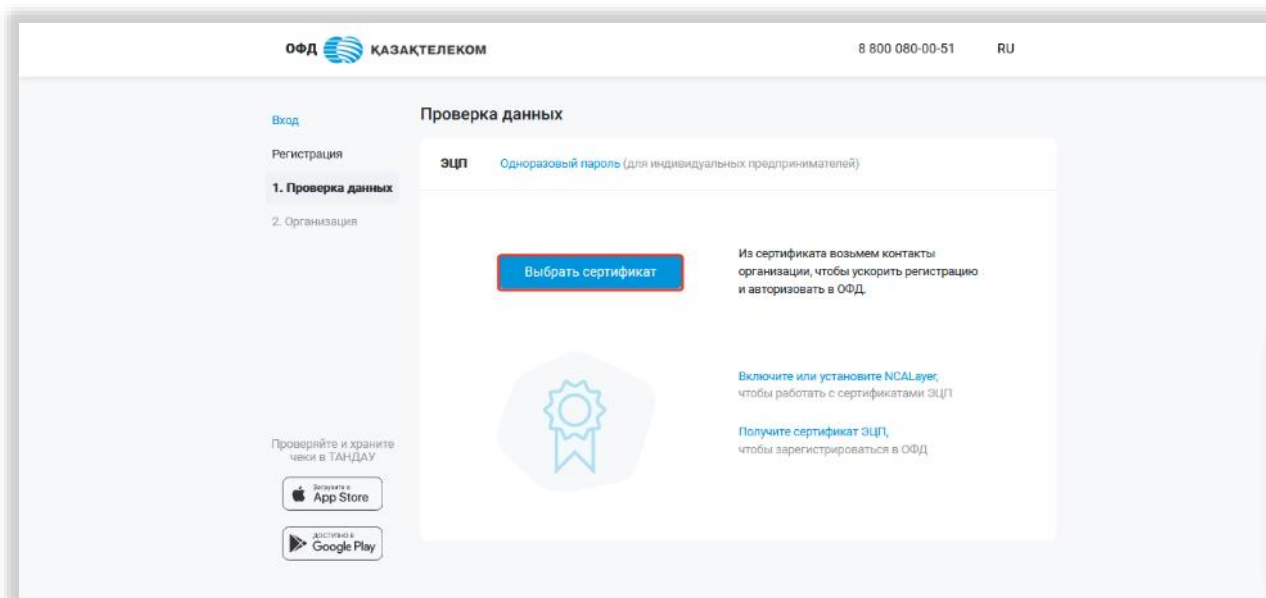 ОФД ҚАЗАҚТЕЛЕКОМ
8 800 080-00-51 RU
Вход
Регистрация
1. Проверка данных
2. Организация
Проверка данных
ЭЦП Одноразовый пароль (для индивидуальных предпринимателей)
Выбрать сертификат
Из сертификата возьмем контакты
организации, чтобы ускорить регистрацию
и авторизовать в ОФД.
Включите или установите NCALayer,
чтобы работать с сертификатами ЭЦП
Получите сертификат ЭЦП,
чтобы зарегистрироваться в ОФД
Проверяйте и храните
чеки в ТАНДАУ
Загрузите в
App Store
ДОСТУПНО В
Google Play